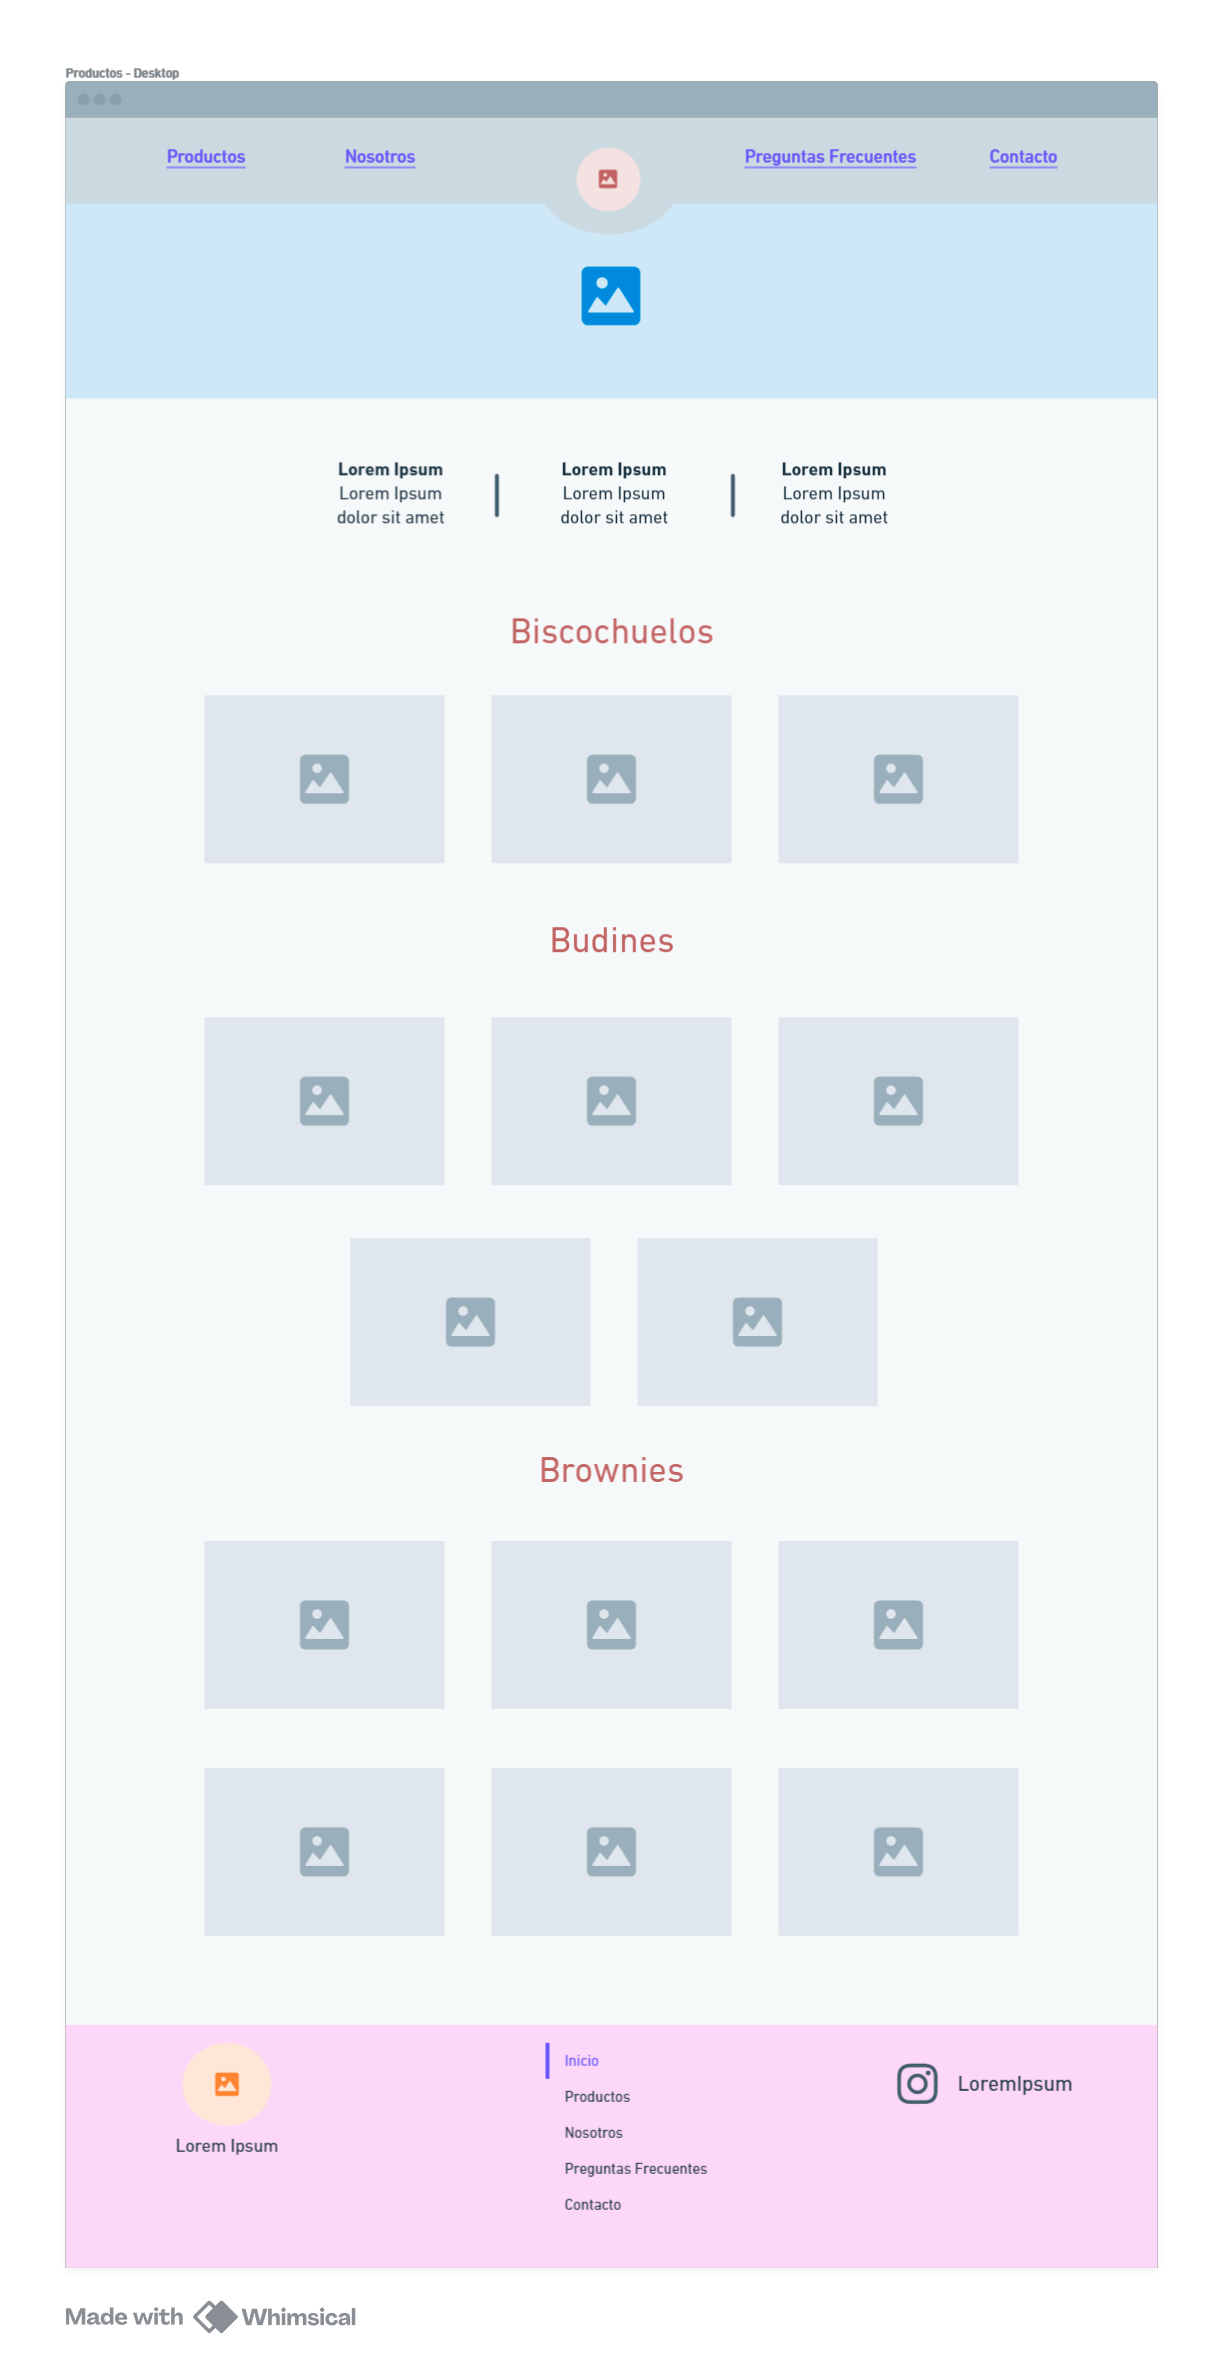 Productos - Desktop
Productos
Nosotros
Preguntas Frecuentes
Contacto
Lorem Ipsum
Lorem Ipsum
dolor sit amet
Lorem Ipsum
Lorem Ipsum
dolor sit amet
Lorem Ipsum
Lorem Ipsum
dolor sit amet
Biscochuelos
Budines
Brownies
Lorem Ipsum
Inicio
Productos
Nosotros
Preguntas Frecuentes
Contacto
LoremIpsum
Made with Whimsical